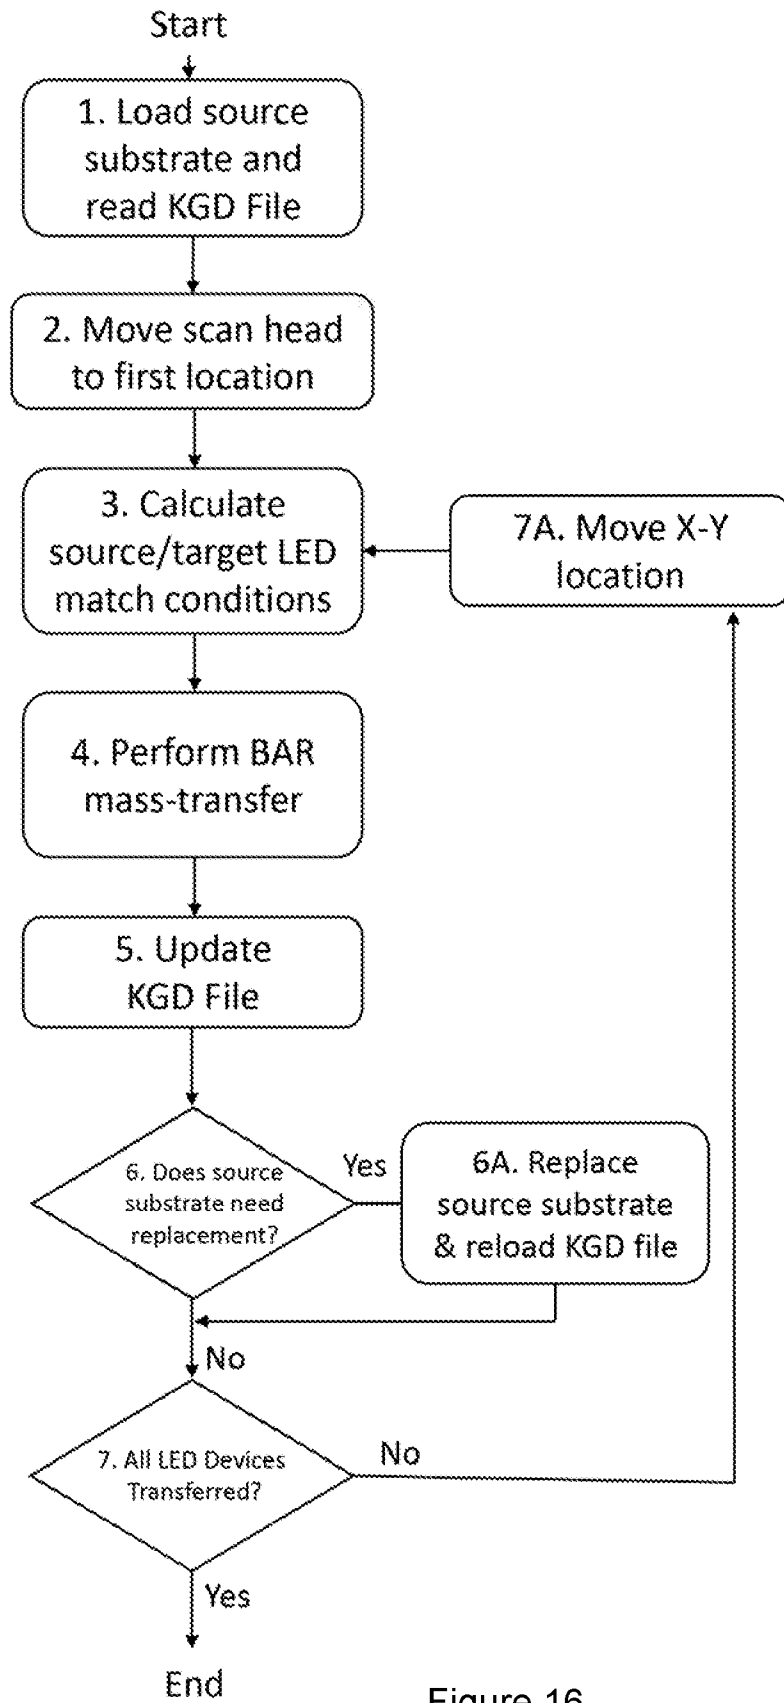 Start
1. Load source
substrate and
read KGD File
2. Move scan head
to first location
3. Calculate
source/target LED
match conditions
7A. Move X-Y
location
4. Perform BAR
mass-transfer
5. Update
KGD File
6. Does source
substrate need
replacement?
Yes
6A. Replace
source substrate
& reload KGD file
No
7. All LED Devices
Transferred?
No
Yes
End
Figure 16